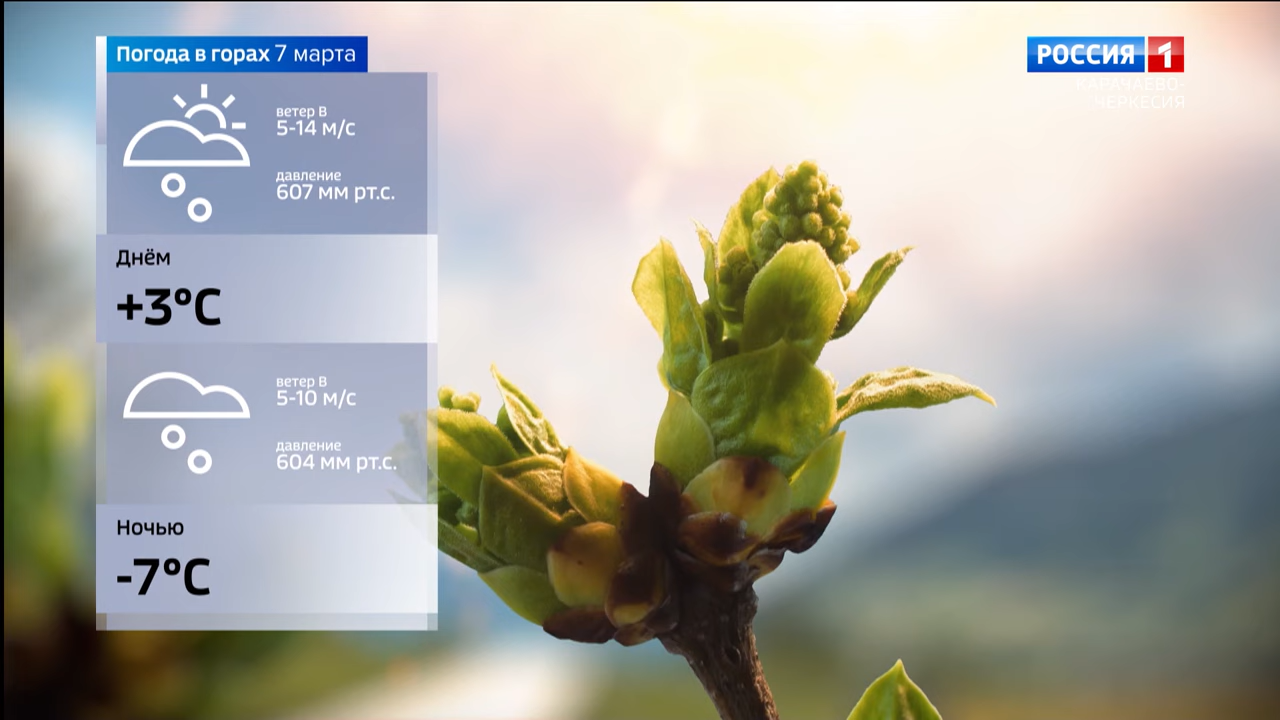 Погода в горах 7 марта
ветер В
5-14 м/с
давление
607 мм рт.с.
Днём
+3°C
ветер В
5-10 м/с
давление
604 мм рт.с.
Ночью
-7°C
РОССИЯ 1
КАРАЧАЕВО-
ЧЕРКЕСИЯ